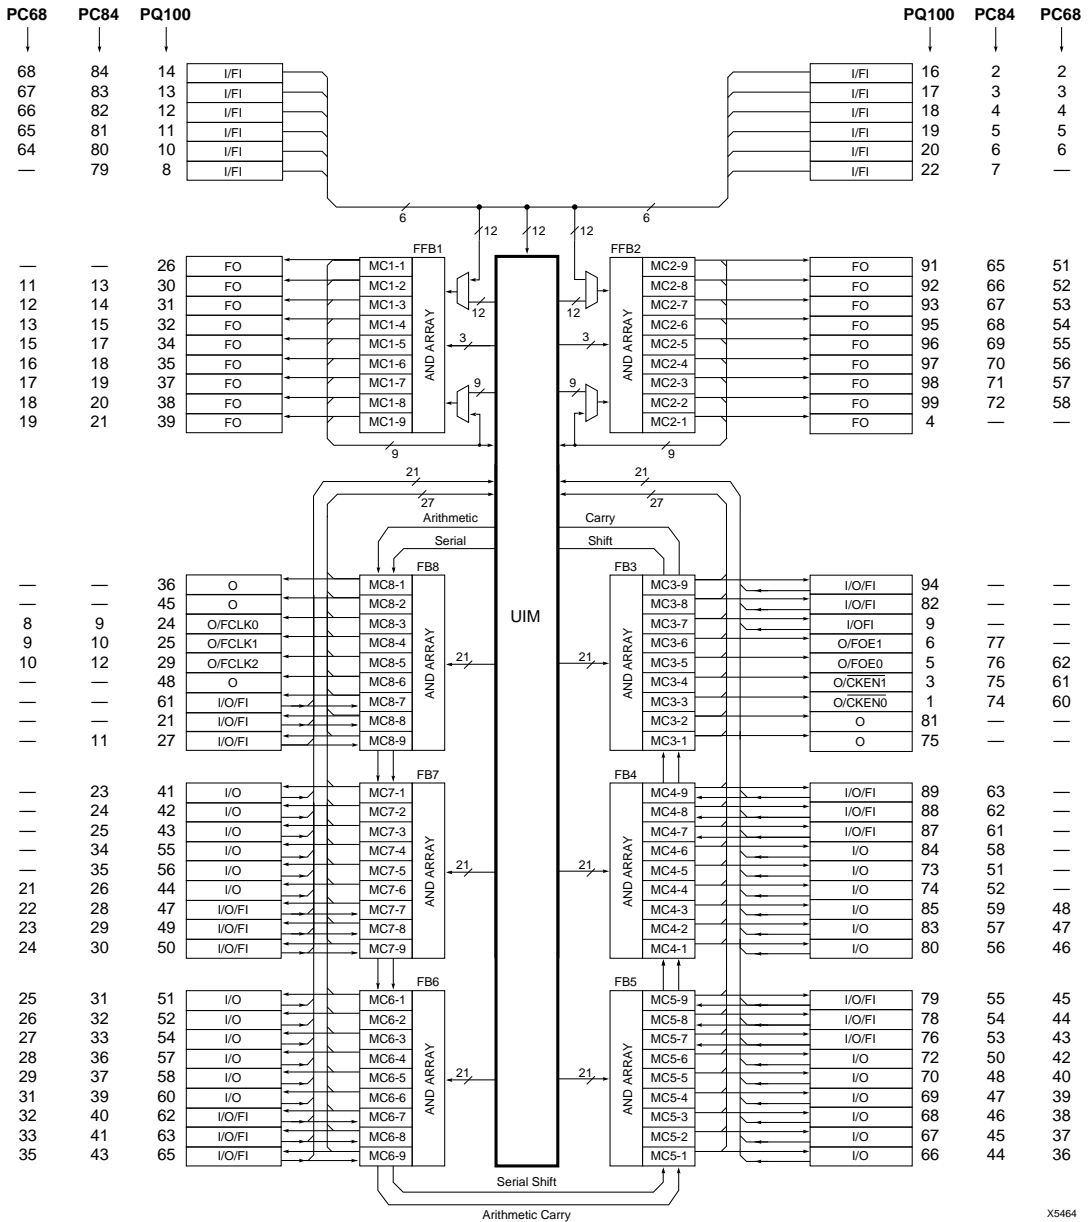 PC68 PC84 PQ100 PQ100 PC84 PC68
68 84 14 I/FI I/FI 16 2 2
67 83 13 I/FI I/FI 17 3 3
66 82 12 I/FI I/FI 18 4 4
65 81 11 I/FI I/FI 19 5 5
64 80 10 I/FI I/FI 20 6 6
— 79 8 I/FI I/FI 22 7 —
6 6
12 12 12
FFB1 FFB2
— — 26 FO MC1-1 MC2-9 FO 91 65 51
11 13 30 FO MC1-2 MC2-8 FO 92 66 52
12 14 31 FO MC1-3 MC2-7 FO 93 67 53
13 15 32 FO MC1-4 MC2-6 FO 95 68 54
15 17 34 FO MC1-5 MC2-5 FO 96 69 55
16 18 35 FO MC1-6 MC2-4 FO 97 70 56
17 19 37 FO MC1-7 MC2-3 FO 98 71 57
18 20 38 FO MC1-8 MC2-2 FO 99 72 58
19 21 39 FO MC1-9 MC2-1 FO 4 — —
AND ARRAY AND ARRAY
12 12
3 3
9 9
9 9
21 21
27 27
Arithmetic Carry
Serial Shift
UIM
FB8 FB3
— — 36 O MC8-1 MC3-9 I/O/FI 94 — —
— — 45 O MC8-2 MC3-8 I/O/FI 82 — —
8 9 24 O/FCLK0 MC8-3 MC3-7 I/OFI 9 — —
9 10 25 O/FCLK1 MC8-4 MC3-6 O/FOE1 6 77 —
10 12 29 O/FCLK2 MC8-5 MC3-5 O/FOE0 5 76 62
— — 48 O MC8-6 MC3-4 O/CKEN1 3 75 61
— — 61 I/O/FI MC8-7 MC3-3 O/CKEN0 1 74 60
— — 21 I/O/FI MC8-8 MC3-2 O 81 — —
— 11 27 I/O/FI MC8-9 MC3-1 O 75 — —
AND ARRAY 21 21 AND ARRAY
FB7 FB4
— 23 41 I/O MC7-1 MC4-9 I/O/FI 89 63 —
— 24 42 I/O MC7-2 MC4-8 I/O/FI 88 62 —
— 25 43 I/O MC7-3 MC4-7 I/O/FI 87 61 —
— 34 55 I/O MC7-4 MC4-6 I/O 84 58 —
— 35 56 I/O MC7-5 MC4-5 I/O 73 51 —
21 26 44 I/O MC7-6 MC4-4 I/O 74 52 —
22 28 47 I/O/FI MC7-7 MC4-3 I/O 85 59 48
23 29 49 I/O/FI MC7-8 MC4-2 I/O 83 57 47
24 30 50 I/O/FI MC7-9 MC4-1 I/O 80 56 46
AND ARRAY 21 21 AND ARRAY
FB6 FB5
25 31 51 I/O MC6-1 MC5-9 I/O/FI 79 55 45
26 32 52 I/O MC6-2 MC5-8 I/O/FI 78 54 44
27 33 54 I/O MC6-3 MC5-7 I/O/FI 76 53 43
28 36 57 I/O MC6-4 MC5-6 I/O 72 50 42
29 37 58 I/O MC6-5 MC5-5 I/O 70 48 40
31 39 60 I/O MC6-6 MC5-4 I/O 69 47 39
32 40 62 I/O/FI MC6-7 MC5-3 I/O 68 46 38
33 41 63 I/O/FI MC6-8 MC5-2 I/O 67 45 37
35 43 65 I/O/FI MC6-9 MC5-1 I/O 66 44 36
AND ARRAY 21 21 AND ARRAY
Serial Shift
Arithmetic Carry
X5464